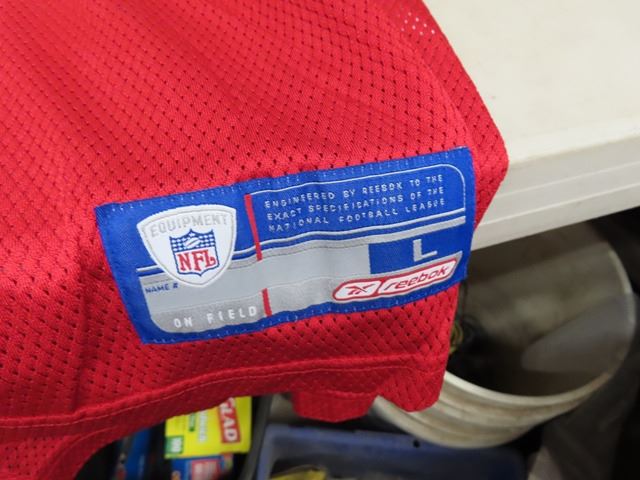 EQUIPMENT
NFL
ENGINEERED BY REEBOK TO THE
EXACT SPECIFICATIONS OF THE
NATIONAL FOOTBALL LEAGUE
L
NAME #
Reebok
ON FIELD
GLAD